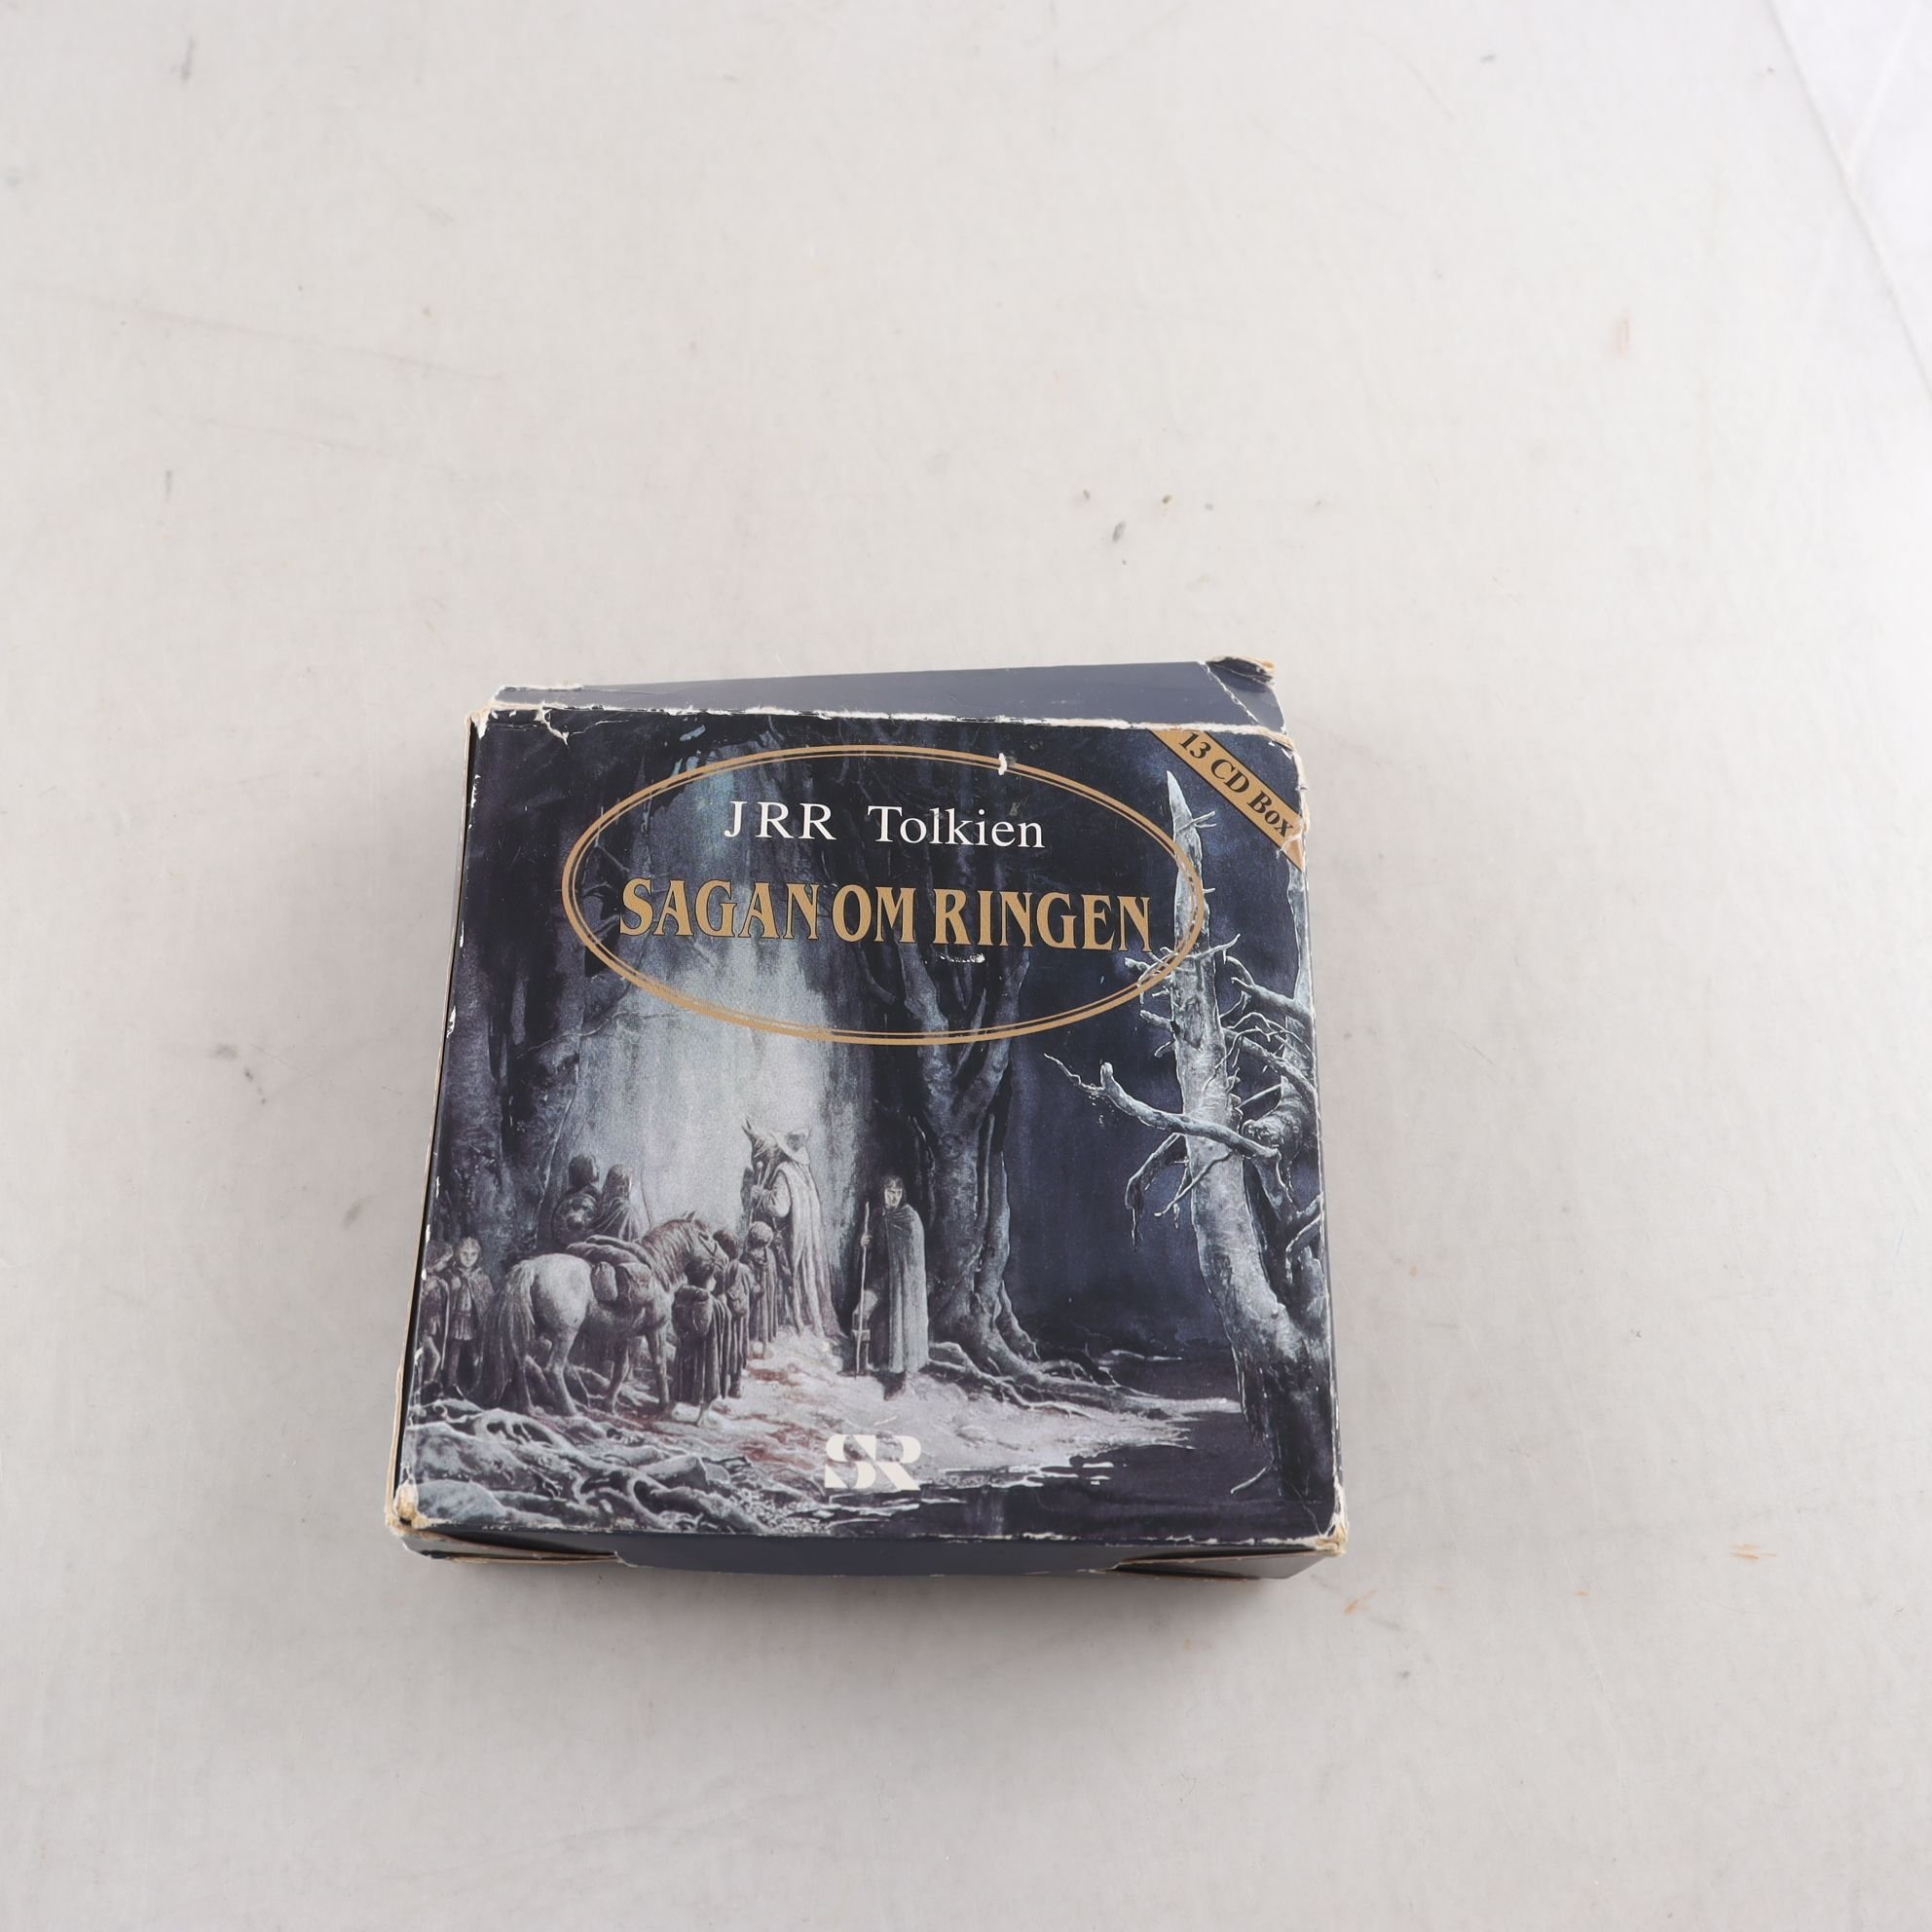 13 CD Box
JRR Tolkien
SAGAN OM RINGEN
SR